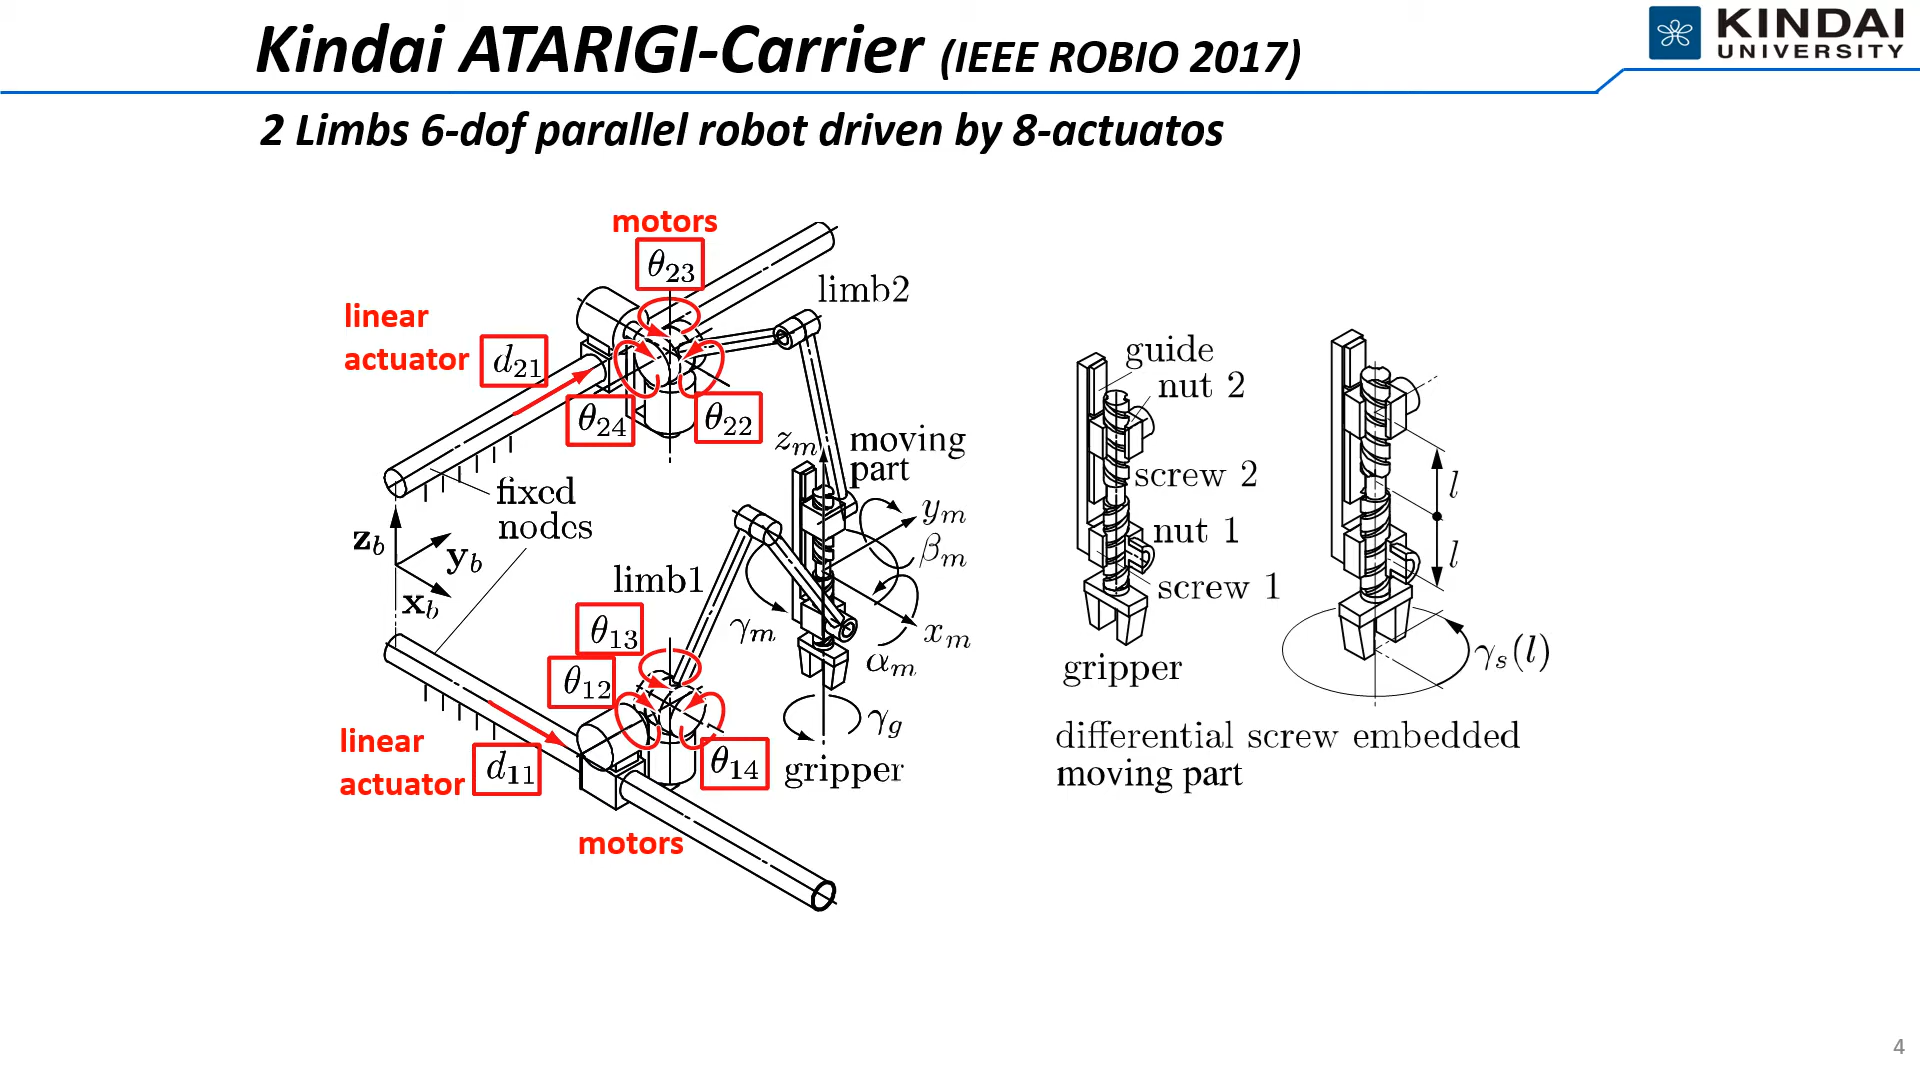 Kindai ATARIGI-Carrier (IEEE ROBIO 2017)
KINDAI
UNIVERSITY
2 Limbs 6-dof parallel robot driven by 8-actuatos
motors
θ23
limb2
linear
actuator
d21
θ24
θ22
zm
moving
part
fixed
nodes
zb
yb
xb
ym
βm
limb1
γm
xm
αm
θ13
θ12
γg
linear
actuator
d11
θ14
gripper
motors
guide
nut 2
screw 2
nut 1
screw 1
gripper
l
l
γs(l)
differential screw embedded
moving part
4